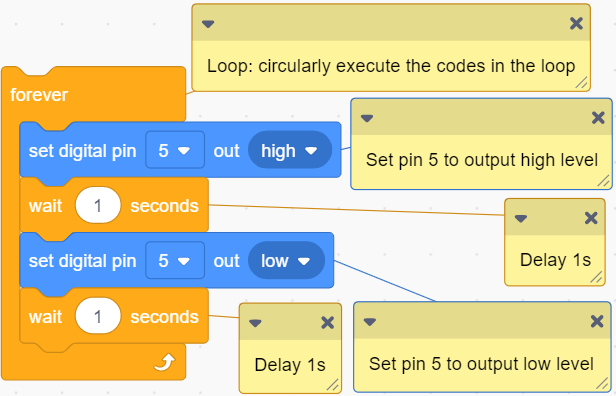 Loop: circularly execute the codes in the loop
forever
set digital pin 5 out high
Set pin 5 to output high level
wait 1 seconds
Delay 1s
set digital pin 5 out low
wait 1 seconds
Delay 1s
Set pin 5 to output low level